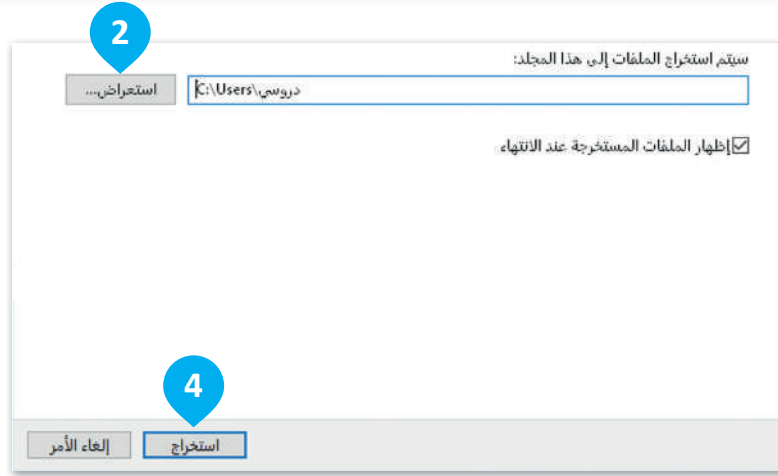 2
سيتم استخراج الملفات إلى هذا المجلد:
C:\Users\دروسي
استعراض...
إظهار الملفات المستخرجة عند الانتهاء
4
استخراج
إلغاء الأمر